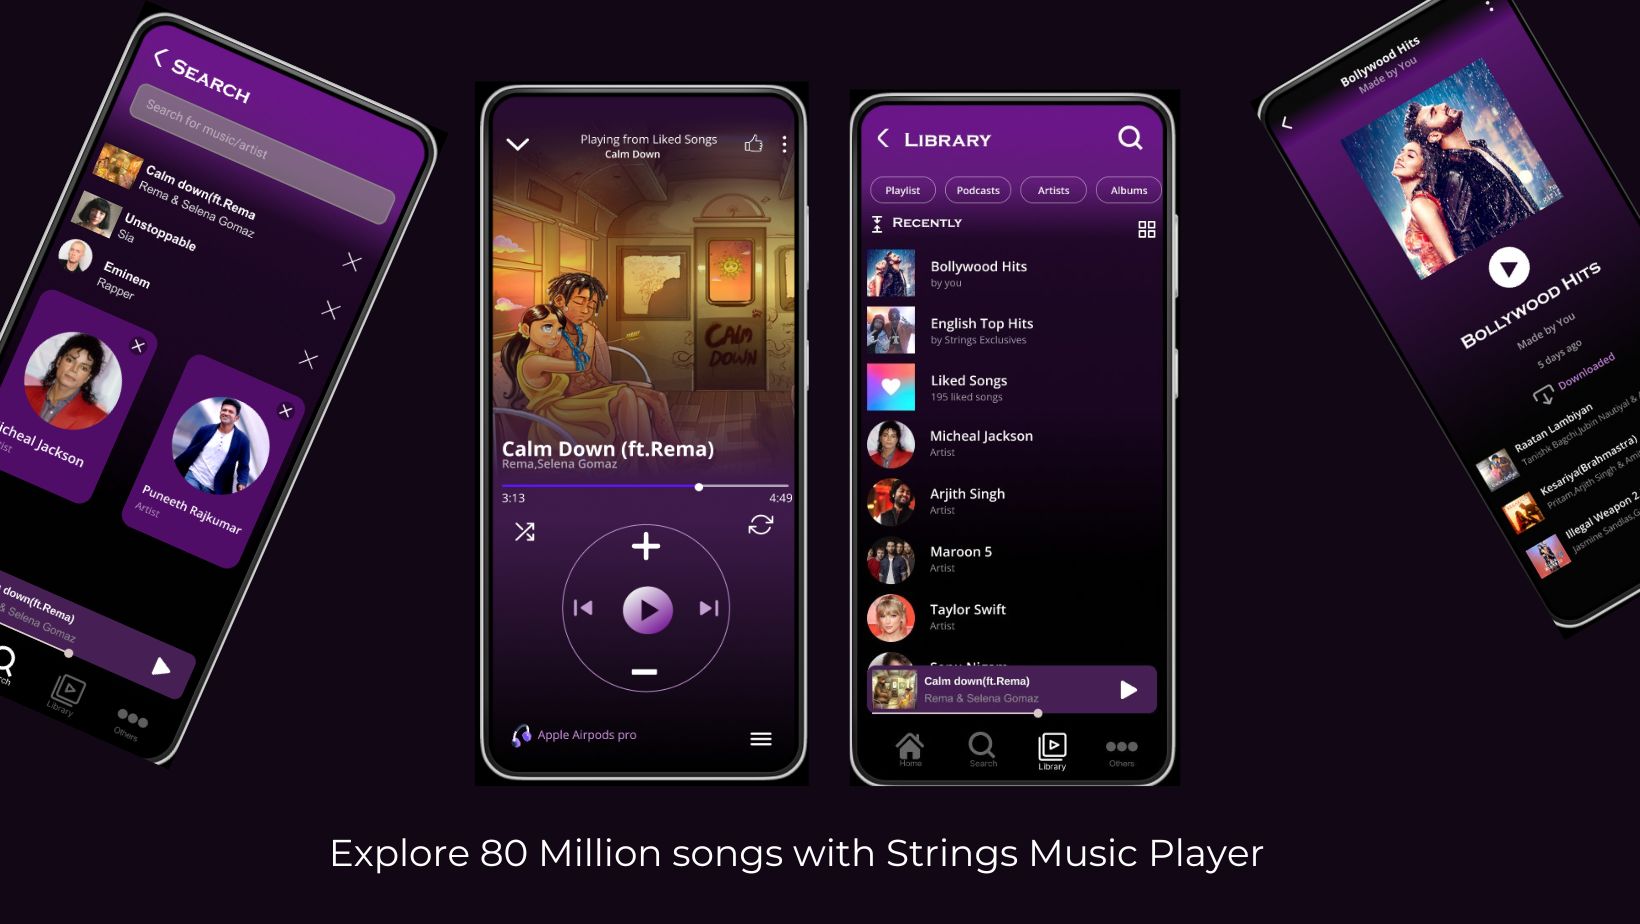 SEARCH
Search for music/artist
Calm down(ft.Rema
Rema & Selena Gomaz
Unstoppable
Sia
Eminem
Rapper
icheal Jackson
ist
Puneeth Rajkumar
Artist
down(ft.Rema)
& Selena Gomaz
rch
Library
Others
Playing from Liked Songs
Calm Down
CALM
DOWN
Calm Down (ft.Rema)
Rema,Selena Gomaz
3:13
4:49
Apple Airpods pro
LIBRARY
Playlist
Podcasts
Artists
Albums
RECENTLY
Bollywood Hits
by you
English Top Hits
by Strings Exclusives
Liked Songs
195 liked songs
Micheal Jackson
Artist
Arjith Singh
Artist
Maroon 5
Artist
Taylor Swift
Artist
Calm down(ft.Rema)
Rema & Selena Gomaz
Home
Search
Library
Others
Bollywood Hits
Made by You
BOLLYWOOD HITS
Made by You
5 days ago
Downloaded
Raatan Lambiyan
Tanishk Bagchi,Jubin Nautiyal &
Kesariya(Brahmastra)
Pritam,Arjith Singh & Ami
Illegal Weapon 2.
Jasmine Sandlas,G
Explore 80 Million songs with Strings Music Player